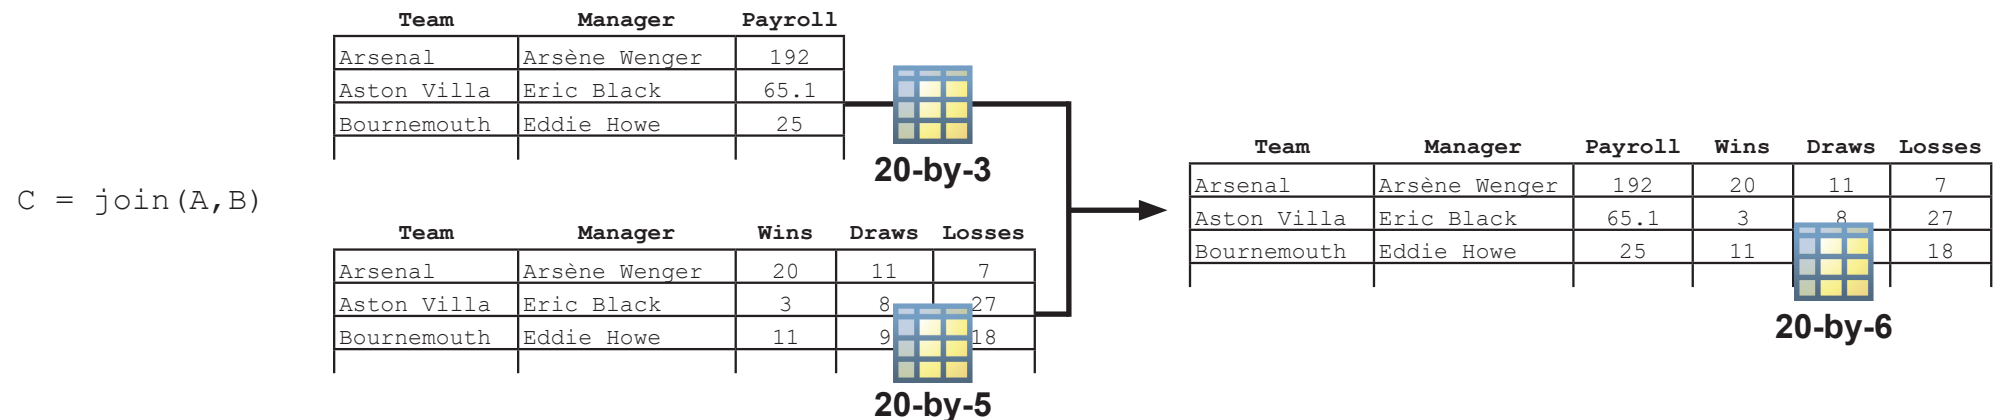 C = join(A,B)
Team Manager Payroll
Arsenal Arsène Wenger 192
Aston Villa Eric Black 65.1
Bournemouth Eddie Howe 25
20-by-3
Team Manager Wins Draws Losses
Arsenal Arsène Wenger 20 11 7
Aston Villa Eric Black 3 8 27
Bournemouth Eddie Howe 11 9 18
20-by-5
Team Manager Payroll Wins Draws Losses
Arsenal Arsène Wenger 192 20 11 7
Aston Villa Eric Black 65.1 3 8 27
Bournemouth Eddie Howe 25 11 18
20-by-6